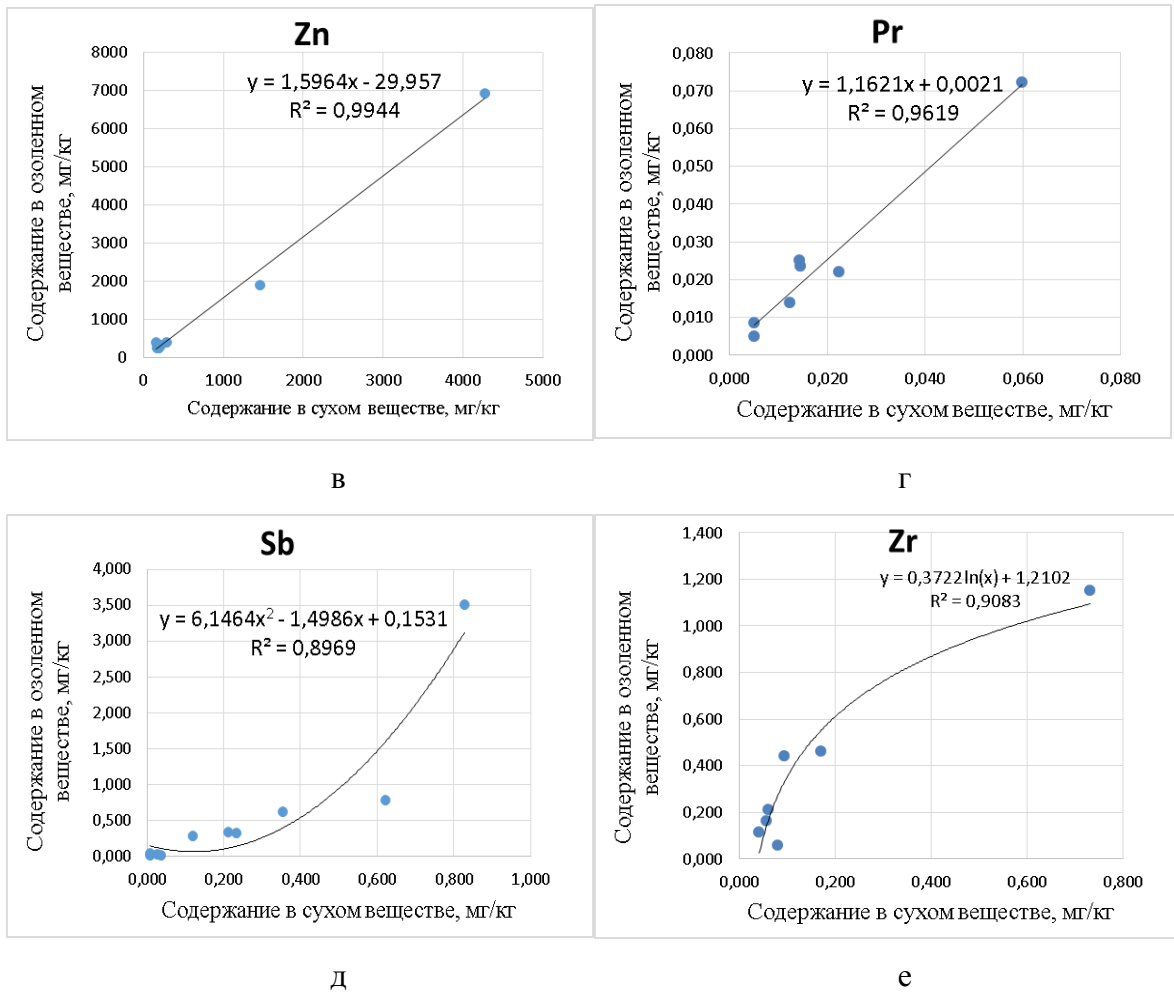 Zn
y = 1,5964x - 29,957
R² = 0,9944
8000
7000
6000
5000
4000
3000
2000
1000
0
0 1000 2000 3000 4000 5000
Содержание в озоленном
веществе, мг/кг
Содержание в сухом веществе, мг/кг
в
Pr
y = 1,1621x + 0,0021
R² = 0,9619
0,080
0,070
0,060
0,050
0,040
0,030
0,020
0,010
0,000
0,000 0,020 0,040 0,060 0,080
Содержание в озоленном
веществе, мг/кг
Содержание в сухом веществе, мг/кг
г
Sb
y = 6,1464x² - 1,4986x + 0,1531
R² = 0,8969
4,000
3,500
3,000
2,500
2,000
1,500
1,000
0,500
0,000
0,000 0,200 0,400 0,600 0,800 1,000
Содержание в озоленном
веществе, мг/кг
Содержание в сухом веществе, мг/кг
д
Zr
y = 0,3722ln(x) + 1,2102
R² = 0,9083
1,400
1,200
1,000
0,800
0,600
0,400
0,200
0,000
0,000 0,200 0,400 0,600 0,800
Содержание в озоленном
веществе, мг/кг
Содержание в сухом веществе, мг/кг
е